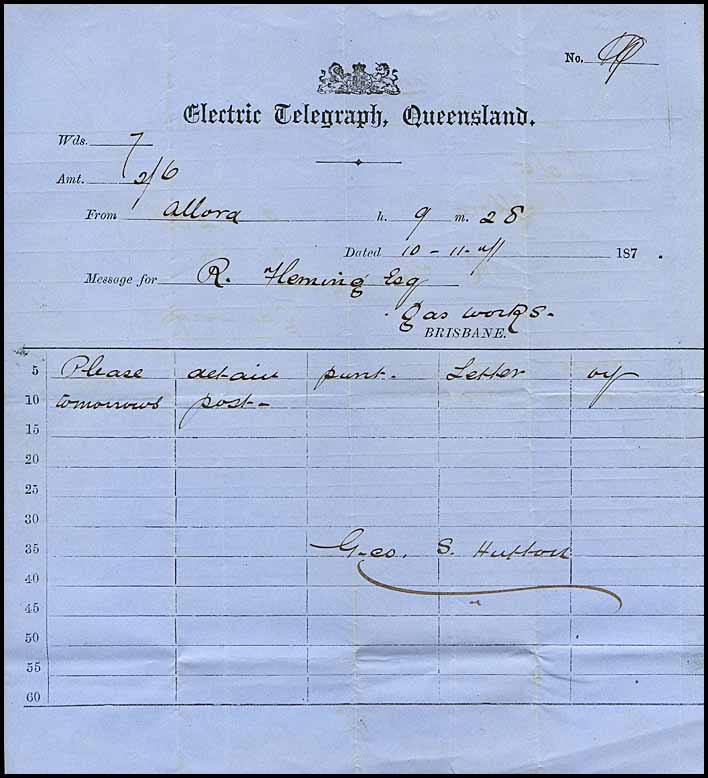 No.
Electric Telegraph, Queensland.
Wds. 7
Amt. 2/6
From Allora h. 9 m. 28
Dated 10-11-71 187 .
Message for R. Fleming Esq
Gas works-
BRISBANE.
5 Please detain punt. Letter by
10 tomorrows post-
15
20
25
30
35 Geo. S. Hutton
40
45
50
55
60